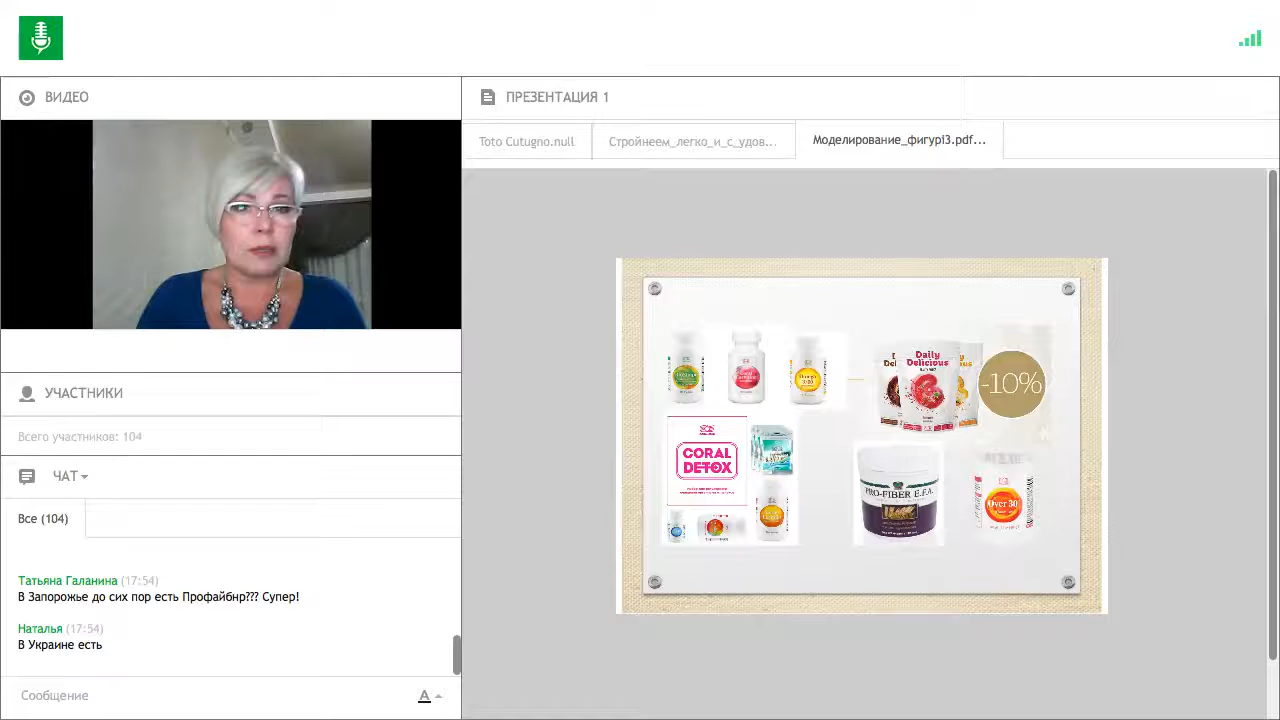 ВИДЕО
ПРЕЗЕНТАЦИЯ 1
Toto Cutugno.null
Стройнеем_легко_и_с_удов...
Моделирование_фигурі3.pdf...
Daily
Delicious
-10%
CORAL
DETOX
PRO-FIBER E.F.A.
Over 30
УЧАСТНИКИ
Всего участников: 104
ЧАТ
Все (104)
Татьяна Галанина (17:54)
В Запорожье до сих пор есть Профайбнр??? Супер!
Наталья (17:54)
В Украине есть
Сообщение
A